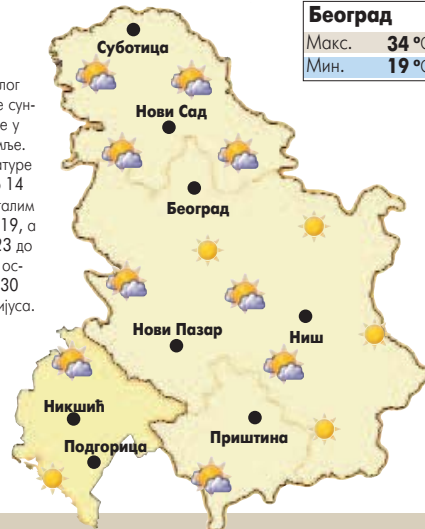 Београд
Макс. 34 °C
Мин. 19 °C
лог
е сун-
е у
мље.
атуре
о 14
талим
19, а
23 до
ос-
30
ијуса.
Суботица
Нови Сад
Београд
Нови Пазар
Ниш
Никшић
Подгорица
Приштина